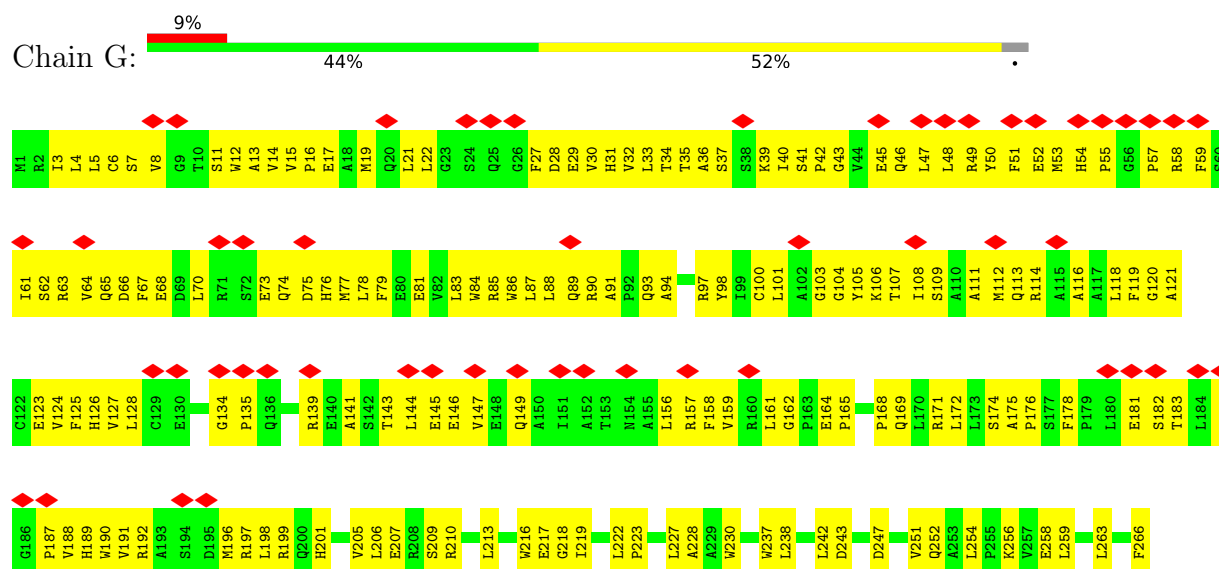 9%
Chain G:
44% 52% •
M1 R2 I3 L4 L5 C6 S7 V8 G9 T10 S11 W12 A13 V14 V15 P16 E17 A18 M19 Q20 L21 L22 G23 S24 Q25 G26 F27 D28 E29 V30 H31 V32 L33 T34 T35 A36 S37 S38 K39 I40 S41 P42 G43 V44 E45 Q46 L47 L48 R49 Y50 F51 E52 M53 H54 P55 G56 P57 R58 F59 S60
I61 S62 R63 V64 Q65 D66 F67 E68 D69 L70 R71 S72 E73 Q74 D75 H76 M77 L78 F79 E80 E81 V82 L83 W84 R85 W86 L87 L88 Q89 R90 A91 P92 Q93 A94 R97 Y98 I99 C100 L101 A102 G103 G104 Y105 K106 T107 I108 S109 A110 A111 M112 Q113 R114 A115 A116 A117 L118 F119 G120 A121
C122 E123 V124 F125 H126 V127 L128 C129 E130 G134 P135 Q136 R139 E140 A141 S142 T143 L144 E145 E146 V147 E148 Q149 A150 I151 A152 T153 N154 A155 L156 R157 F158 V159 R160 L161 G162 P163 E164 P165 P168 Q169 L170 R171 L172 L173 S174 A175 P176 S177 F178 P179 L180 E181 S182 T183 L184
G186 P187 V188 H189 W190 V191 R192 A193 S194 D195 M196 R197 L198 R199 Q200 H201 V205 L206 E207 R208 S209 R210 L213 W216 E217 G218 I219 L222 P223 L227 A228 A229 W230 W237 L238 L242 D243 D247 V251 Q252 A253 L254 P255 K256 V257 E258 L259 L263 F266